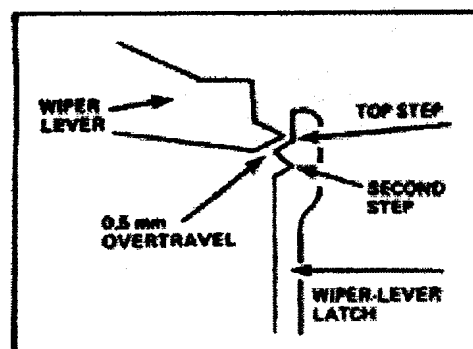 WIPER
LEVER
TOP STEP
SECOND
STEP
0.5 mm
OVERTRAVEL
WIPER-LEVER
LATCH